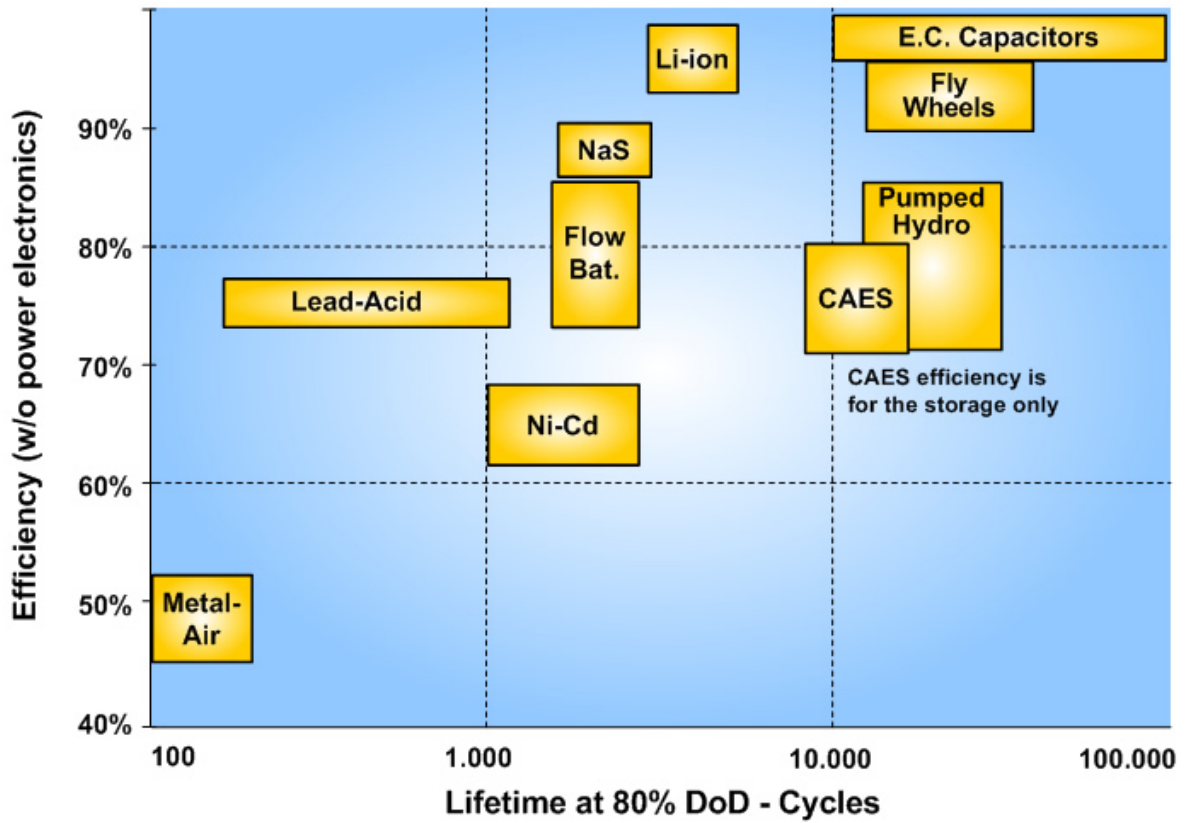 Efficiency (w/o power electronics)
90%
80%
70%
60%
50%
40%
E.C. Capacitors
Li-ion
Fly
Wheels
NaS
Pumped
Hydro
Flow
Bat.
CAES
Lead-Acid
CAES efficiency is
for the storage only
Ni-Cd
Metal-
Air
100
1.000
10.000
100.000
Lifetime at 80% DoD - Cycles